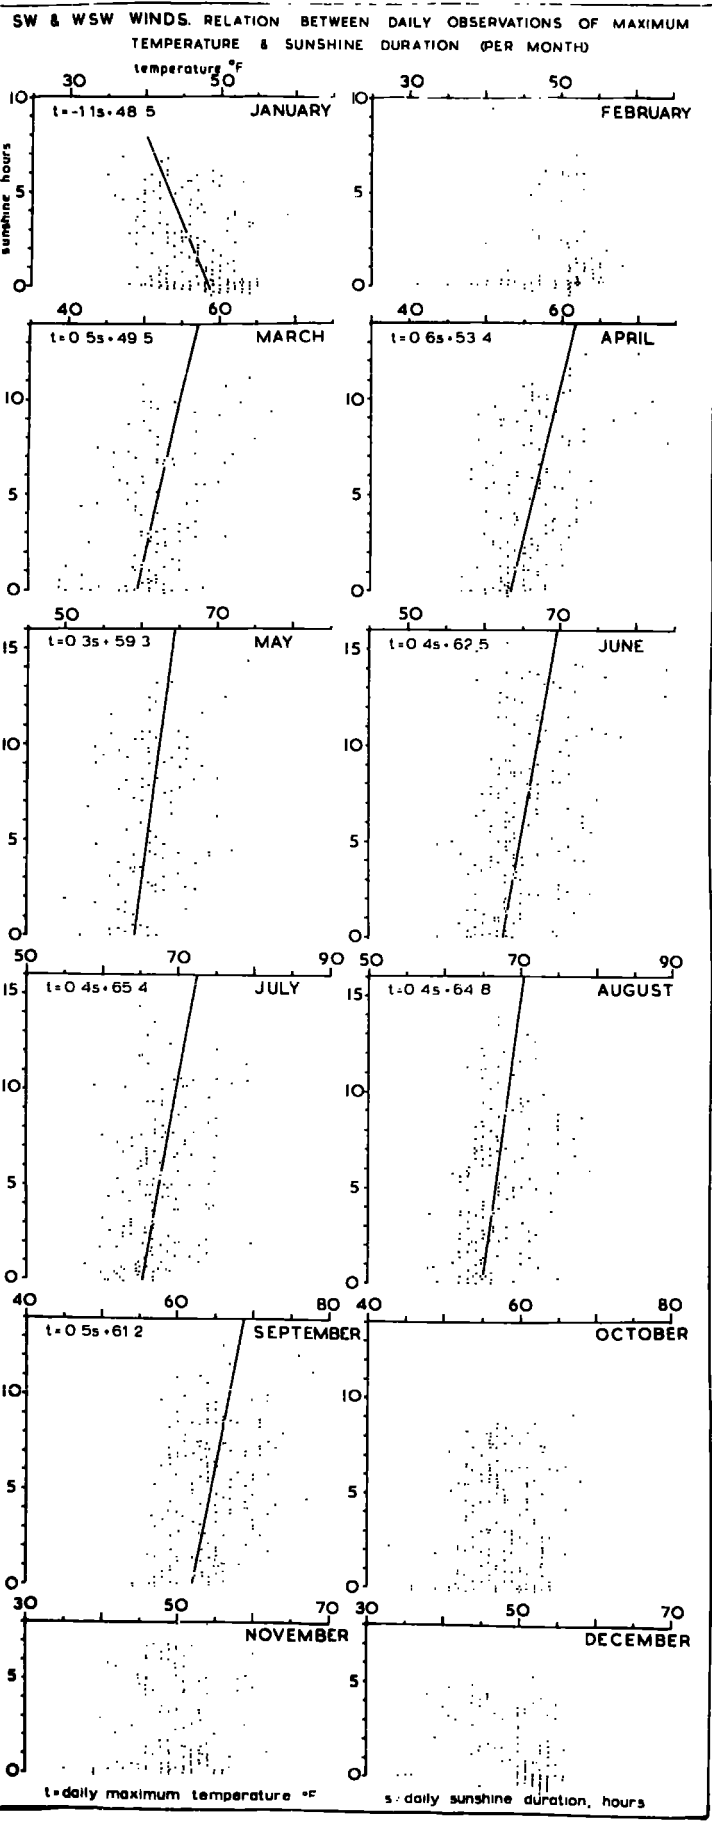 SW & WSW WINDS. RELATION BETWEEN DAILY OBSERVATIONS OF MAXIMUM
TEMPERATURE & SUNSHINE DURATION (PER MONTH)
temperature °F
30 50 30 50
10
t=-11s+48 5 JANUARY FEBRUARY
sunshine hours
5 5
0 0
40 60 40 60
t=0 5s+49 5 MARCH t=0 6s+53 4 APRIL
10 10
5 5
0 0
50 70 50 70
15 t=0 3s+59 3 MAY 15 t=0 4s+62.5 JUNE
10 10
5 5
0 0
50 70 90 50 70 90
15 t=0 4s+65 4 JULY 15 t=0 4s+64 8 AUGUST
10 10
5 5
0 0
40 60 80 40 60 80
t=0 5s+61 2 SEPTEMBER OCTOBER
10 10
5 5
0 0
30 50 70 30 50 70
NOVEMBER DECEMBER
5 5
0 0
t=daily maximum temperature °F s=daily sunshine duration, hours